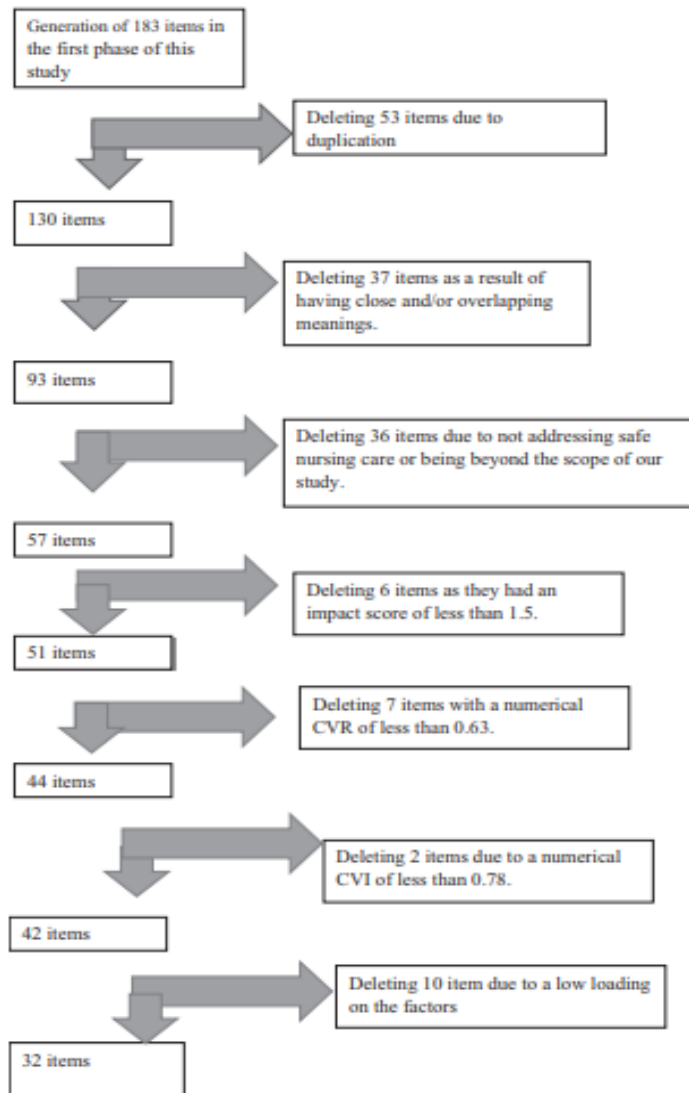 Generation of 183 items in
the first phase of this
study
Deleting 53 items due to
duplication
130 items
Deleting 37 items as a result of
having close and/or overlapping
meanings.
93 items
Deleting 36 items due to not addressing safe
nursing care or being beyond the scope of our
study.
57 items
Deleting 6 items as they had an
impact score of less than 1.5.
51 items
Deleting 7 items with a numerical
CVR of less than 0.63.
44 items
Deleting 2 items due to a numerical
CVI of less than 0.78.
42 items
Deleting 10 item due to a low loading
on the factors
32 items